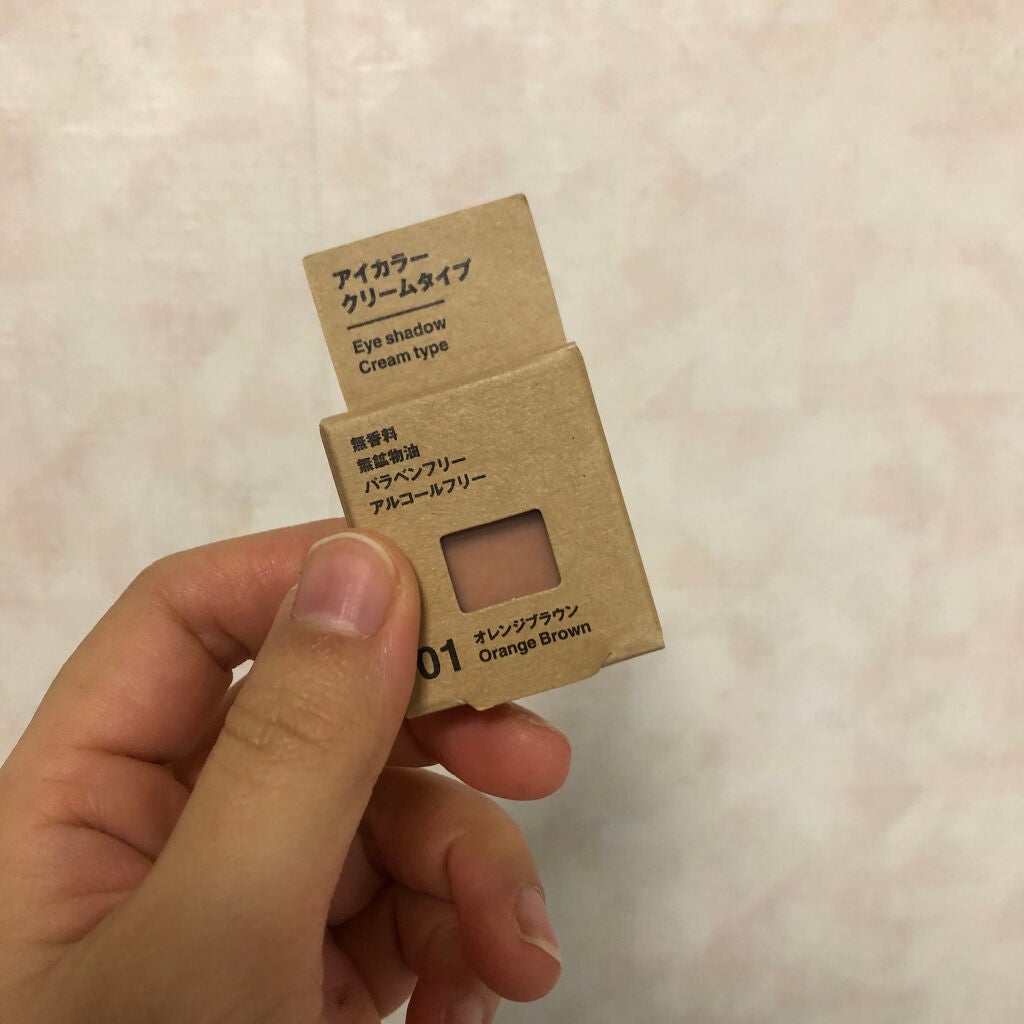 アイカラー
クリームタイプ
Eye shadow
Cream type
無香料
無鉱物油
パラベンフリー
アルコールフリー
01
オレンジブラウン
Orange Brown